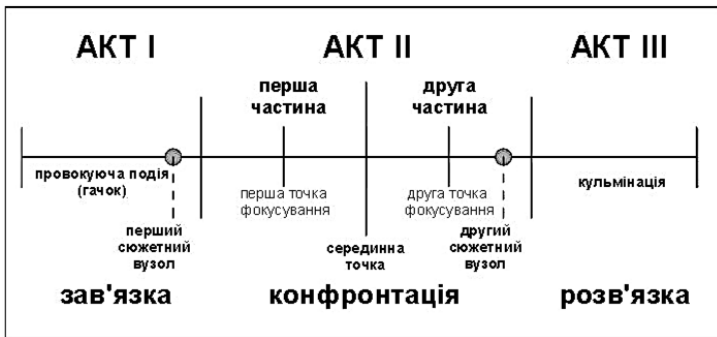 АКТ I
АКТ II
АКТ III
перша
частина
друга
частина
провокуюча подія
(гачок)
перша точка
фокусування
друга точка
фокусування
кульмінація
перший
сюжетний
вузол
серединна
точка
другий
сюжетний
вузол
зав'язка
конфронтація
розв'язка